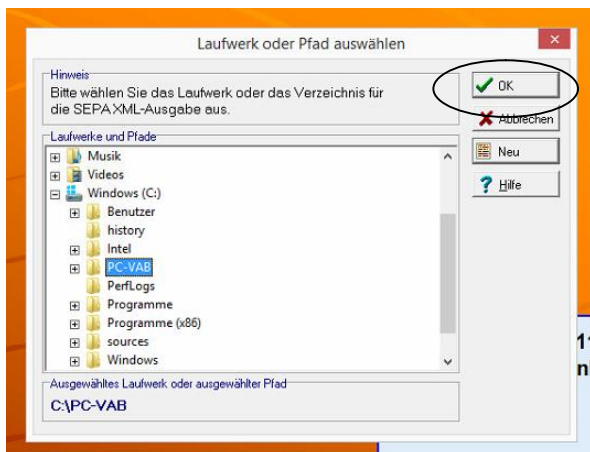 Laufwerk oder Pfad auswählen
Hinweis
Bitte wählen Sie das Laufwerk oder das Verzeichnis für
die SEPA XML-Ausgabe aus.
OK
Abbrechen
Neu
Hilfe
Laufwerke und Pfade
Musik
Videos
Windows (C:)
Benutzer
history
Intel
PC-VAB
PerfLogs
Programme
Programme (x86)
sources
Windows
Ausgewähltes Laufwerk oder ausgewählter Pfad
C:\PC-VAB